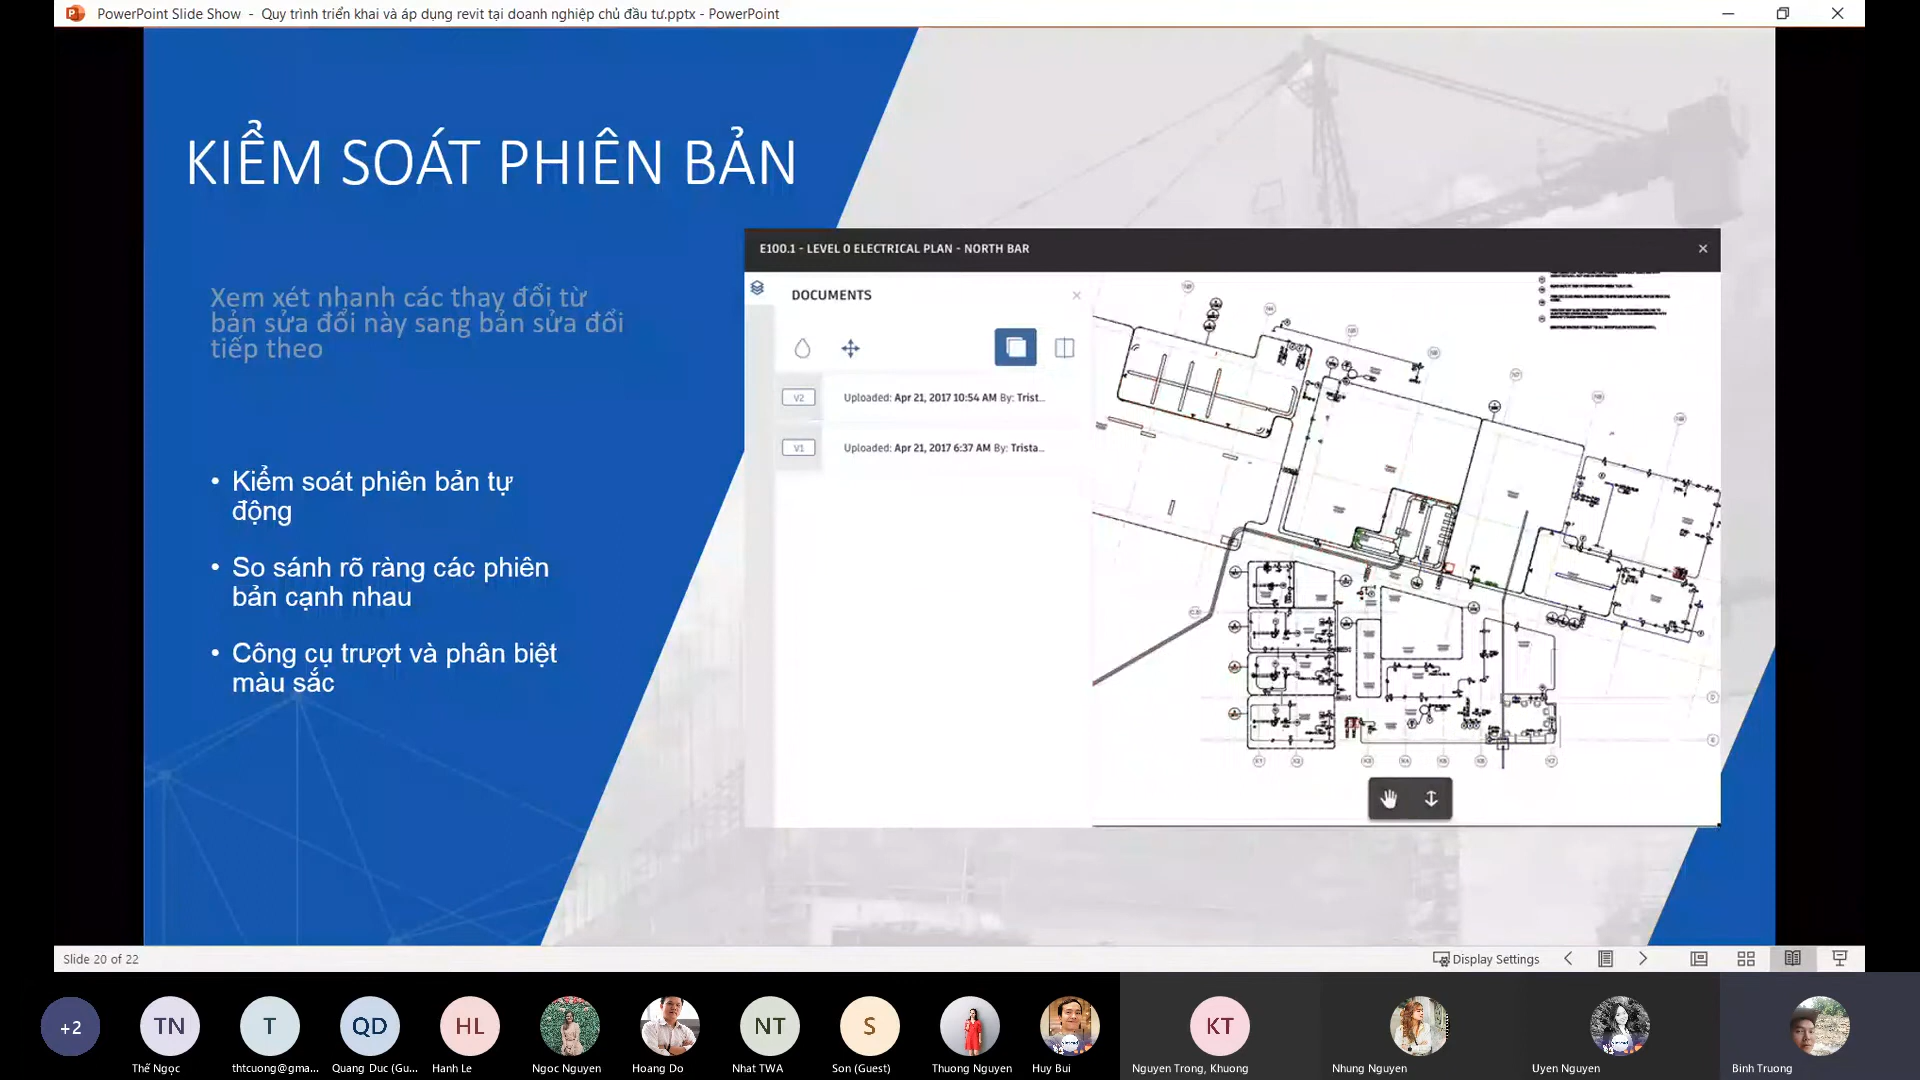 PowerPoint Slide Show - Quy trình triển khai và áp dụng revit tại doanh nghiệp chủ đầu tư.pptx - PowerPoint
KIỂM SOÁT PHIÊN BẢN
Xem xét nhanh các thay đổi từ
bản sửa đổi này sang bản sửa đổi
tiếp theo
• Kiểm soát phiên bản tự
động
• So sánh rõ ràng các phiên
bản cạnh nhau
• Công cụ trượt và phân biệt
màu sắc
E100.1 - LEVEL 0 ELECTRICAL PLAN - NORTH BAR
DOCUMENTS
V2 Uploaded: Apr 21, 2017 10:54 AM By: Trist...
V1 Uploaded: Apr 21, 2017 6:37 AM By: Trista...
Slide 20 of 22
Display Settings
+2
TN
T
QD
HL
NT
S
KT
Thế Ngọc
thtcuong@gma...
Quang Duc (Gu...
Hanh Le
Ngoc Nguyen
Hoang Do
Nhat TWA
Son (Guest)
Thuong Nguyen
Huy Bui
Nguyen Trong, Khuong
Nhung Nguyen
Uyen Nguyen
Binh Truong